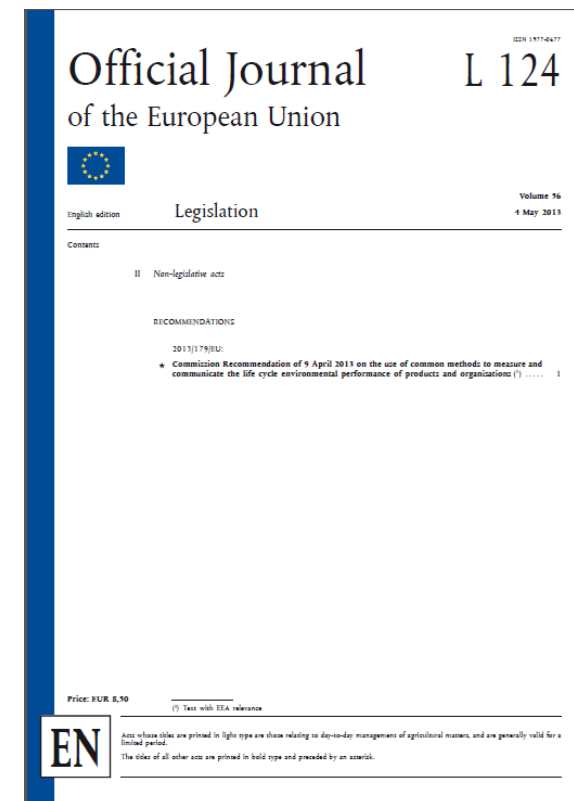 ISSN 1977-0677
Official Journal
L 124
of the European Union
Volume 56
4 May 2013
English edition
Legislation
Contents
II Non-legislative acts
RECOMMENDATIONS
2013/179/EU:
★ Commission Recommendation of 9 April 2013 on the use of common methods to measure and
communicate the life cycle environmental performance of products and organisations (¹) ..... 1
Price: EUR 8,50
(¹) Text with EEA relevance
EN
Acts whose titles are printed in light type are those relating to day-to-day management of agricultural matters, and are generally valid for a
limited period.
The titles of all other acts are printed in bold type and preceded by an asterisk.